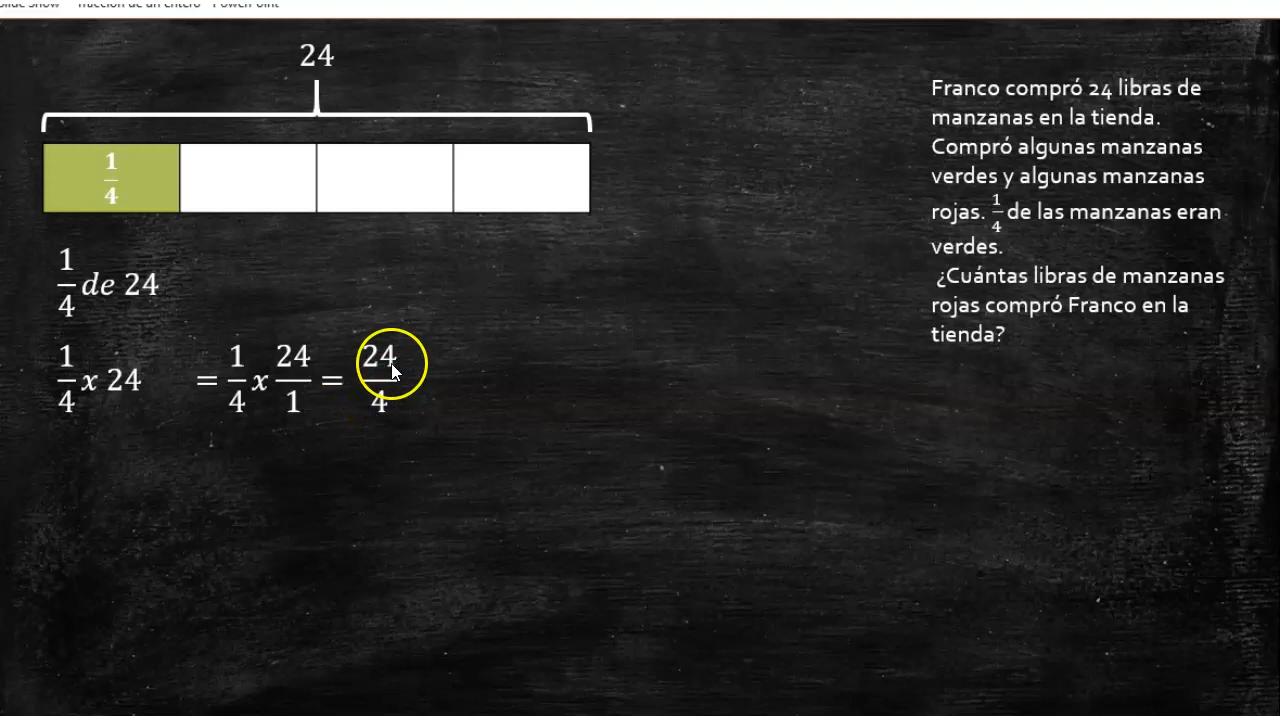 24
1/4
1/4 de 24
1/4 x 24 = 1/4 x 24/1 = 24/4
Franco compró 24 libras de
manzanas en la tienda.
Compró algunas manzanas
verdes y algunas manzanas
rojas. 1/4 de las manzanas eran
verdes.
¿Cuántas libras de manzanas
rojas compró Franco en la
tienda?